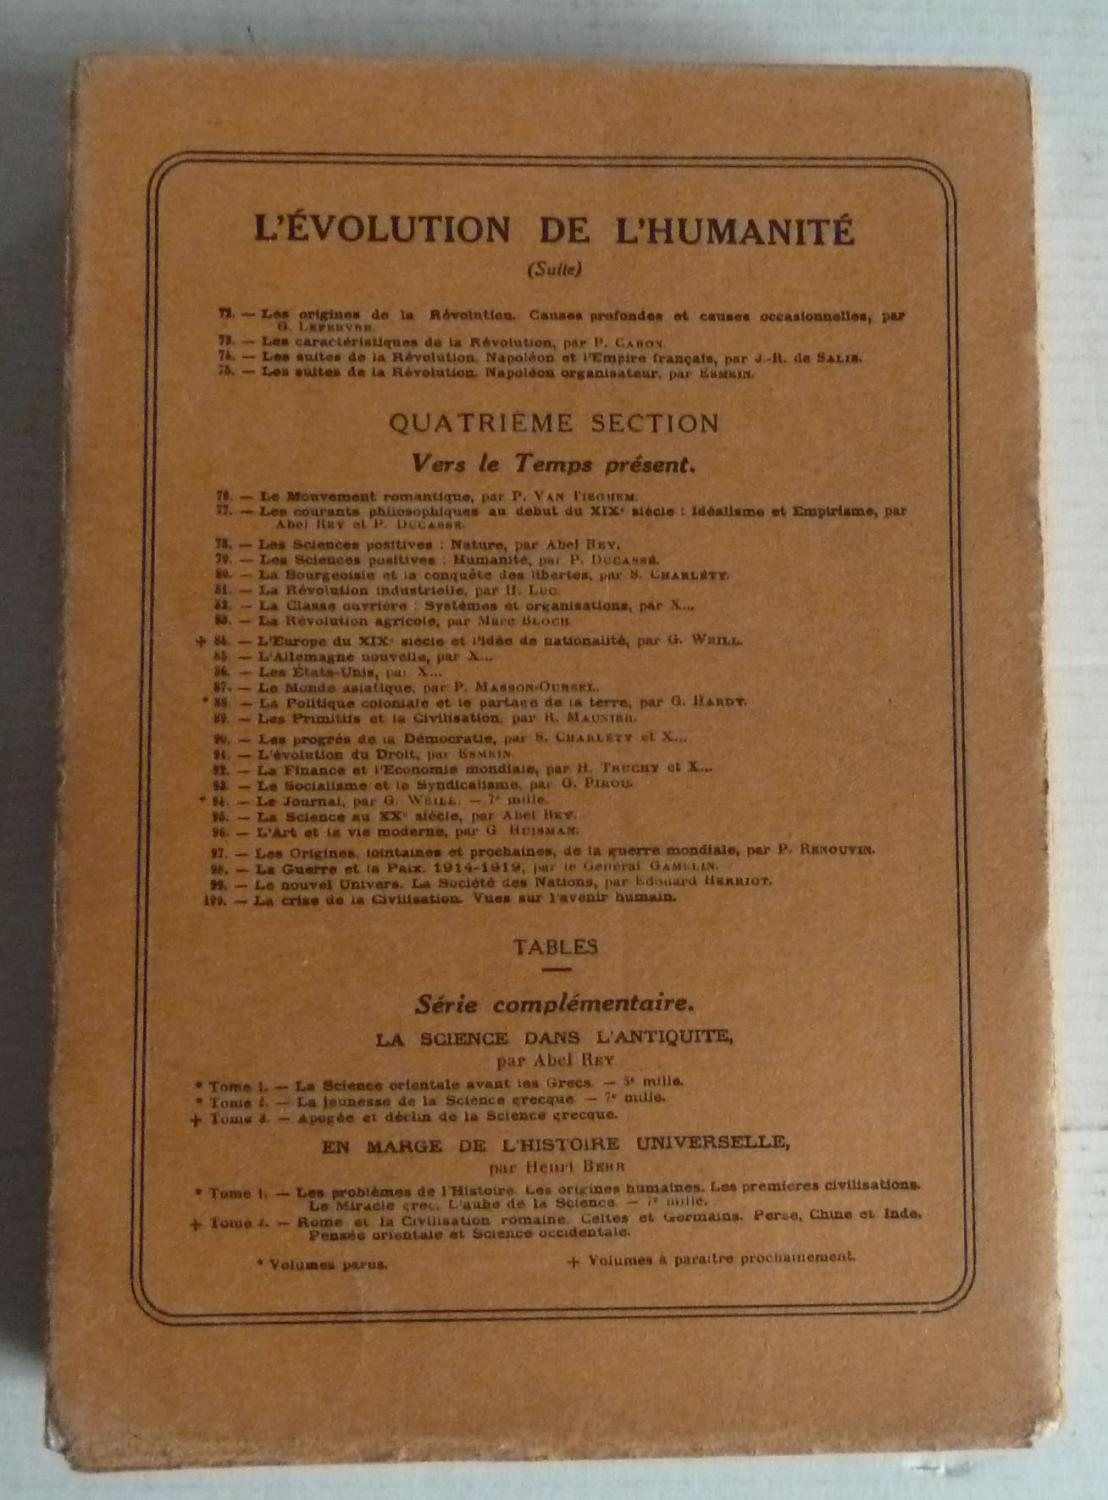 L'ÉVOLUTION DE L'HUMANITÉ
(Suite)
72. — Les origines de la Révolution. Causes profondes et causes occasionnelles, par
G. LEFEBVRE.
73. — Les caractéristiques de la Révolution, par P. CARON.
74. — Les suites de la Révolution. Napoléon et l'Empire français, par J.-R. de SALIS.
75. — Les suites de la Révolution. Napoléon organisateur, par ESMEIN.
QUATRIÈME SECTION
Vers le Temps présent.
76. — Le Mouvement romantique, par P. VAN TIEGHEM.
77. — Les courants philosophiques au début du XIXe siècle : Idéalisme et Empirisme, par
Abel REY et P. DUCASSÉ.
78. — Les Sciences positives : Nature, par Abel REY.
79. — Les Sciences positives : Humanité, par P. DUCASSÉ.
80. — La Bourgeoisie et la conquête des libertés, par S. CHARLÉTY.
81. — La Révolution industrielle, par H. LUC.
82. — La Classe ouvrière : Systèmes et organisations, par X...
83. — La Révolution agricole, par Marc BLOCH.
+ 84. — L'Europe du XIXe siècle et l'idée de nationalité, par G. WEILL.
85. — L'Allemagne nouvelle, par X...
86. — Les États-Unis, par X...
87. — Le Monde asiatique, par P. MASSON-OURSEL.
* 88. — La Politique coloniale et le partage de la terre, par G. HARDY.
89. — Les Primitifs et la Civilisation, par R. MAUNIER.
90. — Les progrès de la Démocratie, par S. CHARLÉTY et X...
91. — L'évolution du Droit, par ESMEIN.
92. — La Finance et l'Economie mondiale, par H. TRUCHY et X...
93. — Le Socialisme et le Syndicalisme, par G. PIROU.
* 94. — Le Journal, par G. WEILL. — 7e mille.
95. — La Science au XXe siècle, par Abel REY.
96. — L'Art et la vie moderne, par G. HUISMAN.
97. — Les Origines, lointaines et prochaines, de la guerre mondiale, par P. RENOUVIN.
98. — La Guerre et la Paix. 1914-1919, par le Général GAMELIN.
99. — Le nouvel Univers. La Société des Nations, par Edouard HERRIOT.
100. — La crise de la Civilisation. Vues sur l'avenir humain.
TABLES
Série complémentaire.
LA SCIENCE DANS L'ANTIQUITE,
par Abel REY
* Tome 1. — La Science orientale avant les Grecs. — 5e mille.
* Tome 2. — La jeunesse de la Science grecque. — 7e mille.
+ Tome 3. — Apogée et déclin de la Science grecque.
EN MARGE DE L'HISTOIRE UNIVERSELLE,
par Henri BERR
* Tome 1. — Les problèmes de l'Histoire. Les origines humaines. Les premières civilisations.
Le Miracle grec. L'aube de la Science. — 7e mille.
+ Tome 2. — Rome et la Civilisation romaine. Celtes et Germains. Perse, Chine et Inde.
Pensée orientale et Science occidentale.
* Volumes parus. + Volumes à paraître prochainement.